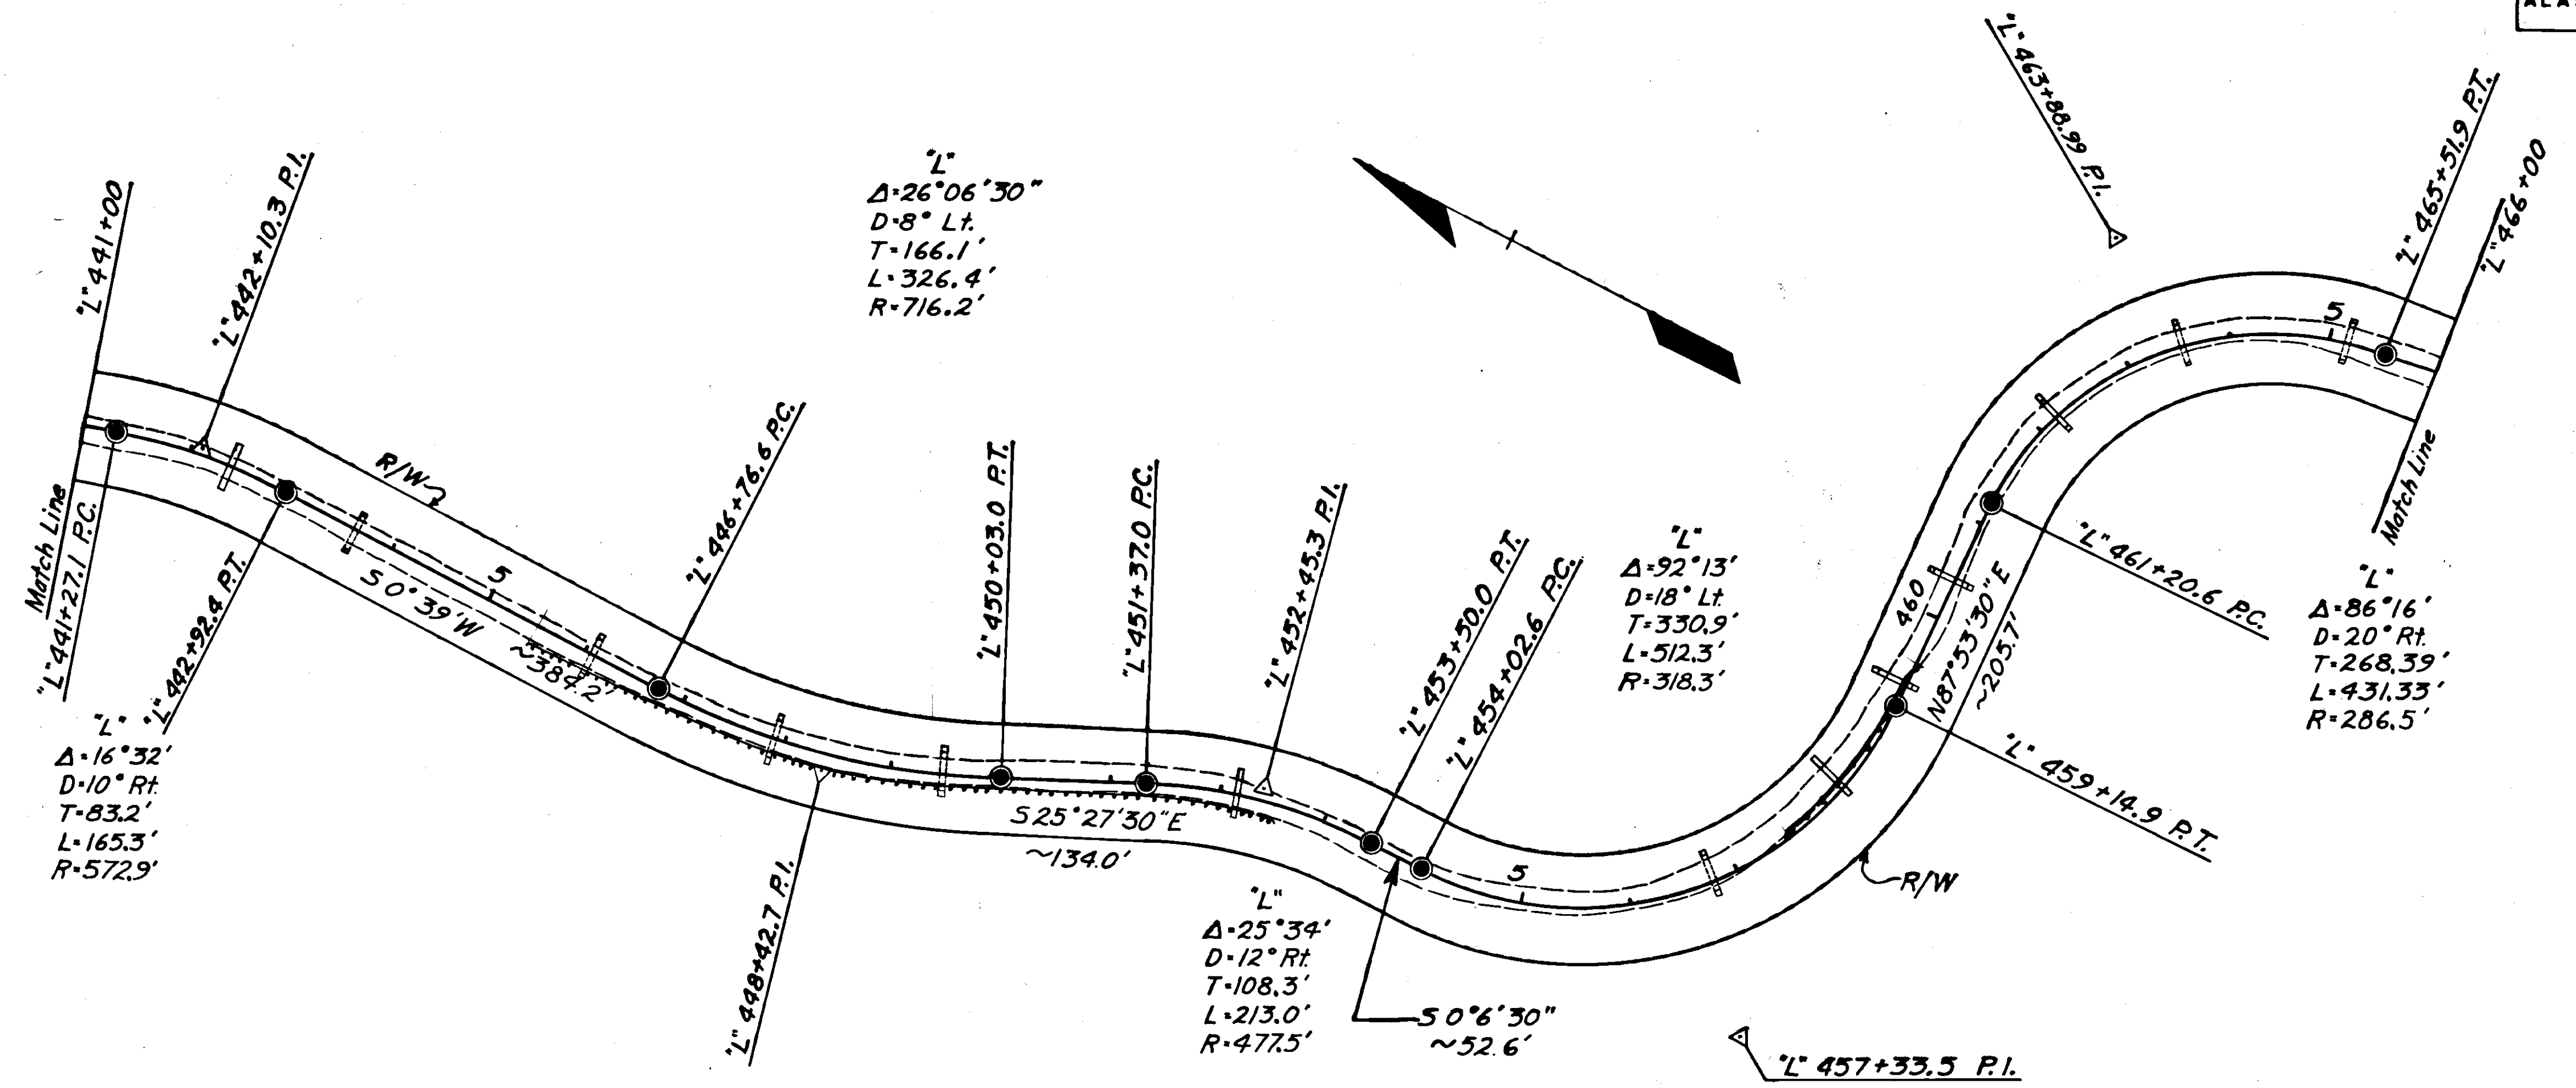 "L" 441+00
"L" 442+10.3 P.I.
Match Line
"L" 441+27.1 P.C.
"L" 442+92.4 P.T.
"L"
Δ=16°32'
D=10° Rt.
T=83.2'
L=165.3'
R=572.9'
R/W
5
S 0°39'W
~384.2'
"L" 446+76.6 P.C.
"L"
Δ=26°06'30"
D=8° Lt.
T=166.1'
L=326.4'
R=716.2'
"L" 448+42.7 P.I.
"L" 450+03.0 P.T.
"L" 451+37.0 P.C.
S25°27'30"E
~134.0'
"L" 452+45.3 P.I.
"L" 453+50.0 P.T.
"L" 454+02.6 P.C.
"L"
Δ=25°34'
D=12° Rt.
T=108.3'
L=213.0'
R=477.5'
S 0°6'30"
~52.6'
5
"L"
Δ=92°13'
D=18° Lt.
T=330.9'
L=512.3'
R=318.3'
"L" 457+33.5 P.I.
R/W
"L" 459+14.9 P.T.
460
N87°53'30"E
~205.7'
"L" 461+20.6 P.C.
"L" 463+88.99 P.I.
5
"L" 465+51.9 P.T.
"L" 466+00
Match Line
"L"
Δ=86°16'
D=20° Rt.
T=268.39'
L=431.33'
R=286.5'